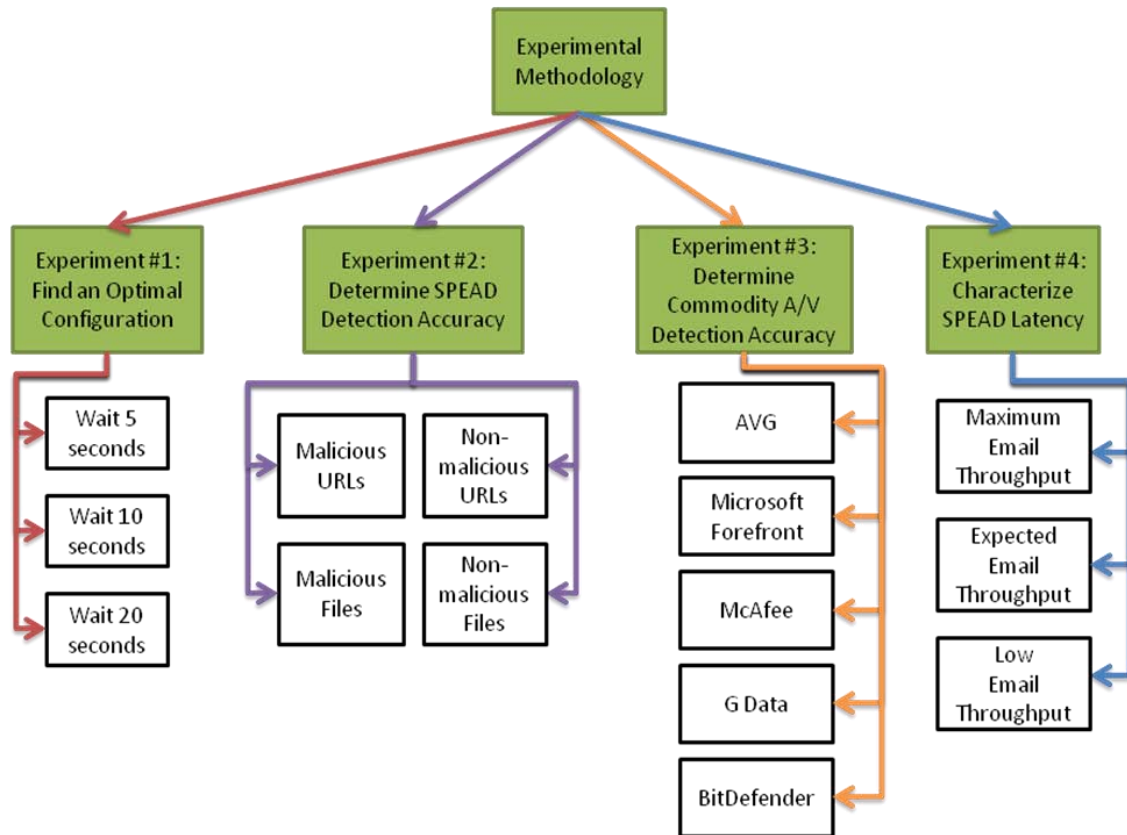 Experimental
Methodology
Experiment #1:
Find an Optimal
Configuration
Wait 5
seconds
Wait 10
seconds
Wait 20
seconds
Experiment #2:
Determine SPEAD
Detection Accuracy
Malicious
URLs
Non-
malicious
URLs
Malicious
Files
Non-
malicious
Files
Experiment #3:
Determine
Commodity A/V
Detection Accuracy
AVG
Microsoft
Forefront
McAfee
G Data
BitDefender
Experiment #4:
Characterize
SPEAD Latency
Maximum
Email
Throughput
Expected
Email
Throughput
Low
Email
Throughput